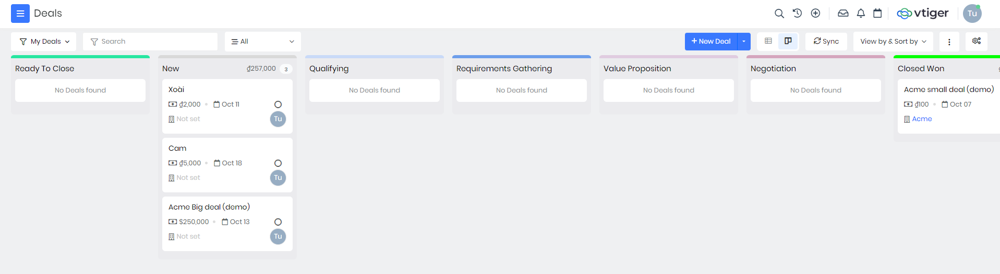 Deals
vtiger
Tu
My Deals
Search
All
+ New Deal
Sync
View by & Sort by
Ready To Close
No Deals found
New
₫257,000
3
Xoài
₫2,000
Oct 11
Not set
Tu
Cam
₫5,000
Oct 18
Not set
Tu
Acme Big deal (demo)
$250,000
Oct 13
Not set
Tu
Qualifying
No Deals found
Requirements Gathering
No Deals found
Value Proposition
No Deals found
Negotiation
No Deals found
Closed Won
Acme small deal (demo)
₫100
Oct 07
Acme